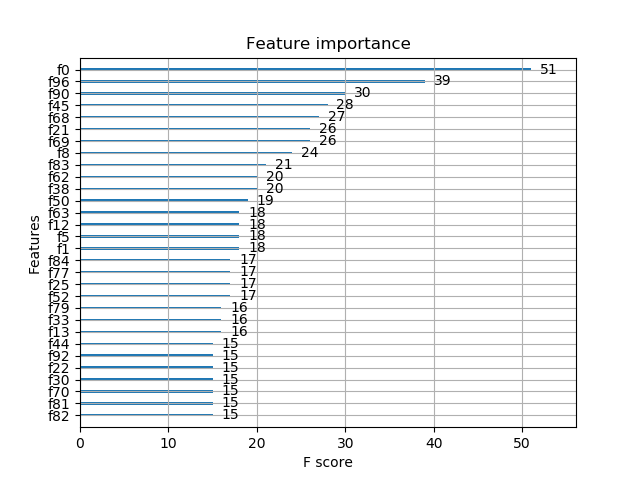 Feature importance
f0 51
f96 39
f90 30
f45 28
f68 27
f21 26
f69 26
f8 24
f83 21
f62 20
f38 20
f50 19
f63 18
f12 18
f5 18
f1 18
f84 17
f77 17
f25 17
f52 17
f79 16
f33 16
f13 16
f44 15
f92 15
f22 15
f30 15
f70 15
f81 15
f82 15
Features
0 10 20 30 40 50
F score